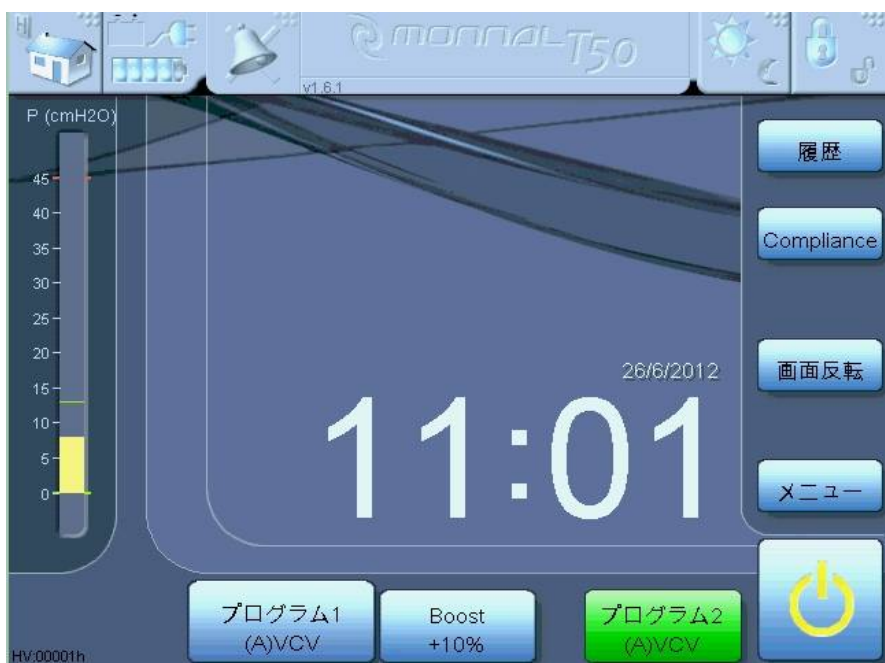 H
monnal T50
v1.6.1
P (cmH2O)
45
40
35
30
25
20
15
10
5
0
履歴
Compliance
画面反転
メニュー
26/6/2012
11:01
プログラム1
(A)VCV
Boost
+10%
プログラム2
(A)VCV
HV:00001h